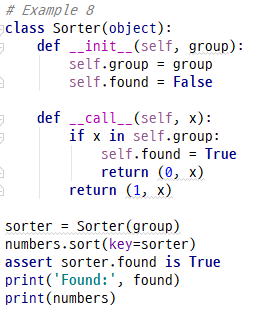 # Example 8
class Sorter(object):
    def __init__(self, group):
        self.group = group
        self.found = False

    def __call__(self, x):
        if x in self.group:
            self.found = True
            return (0, x)
        return (1, x)

sorter = Sorter(group)
numbers.sort(key=sorter)
assert sorter.found is True
print('Found:', found)
print(numbers)